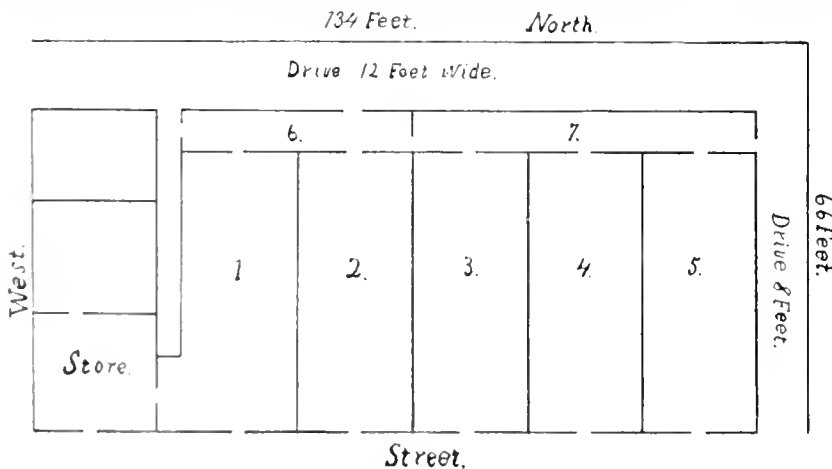 134 Feet. North.
Drive 12 Feet Wide.
6. 7.
West.
1 2. 3. 4. 5.
66 Feet.
Drive 8 Feet.
Store.
Street.